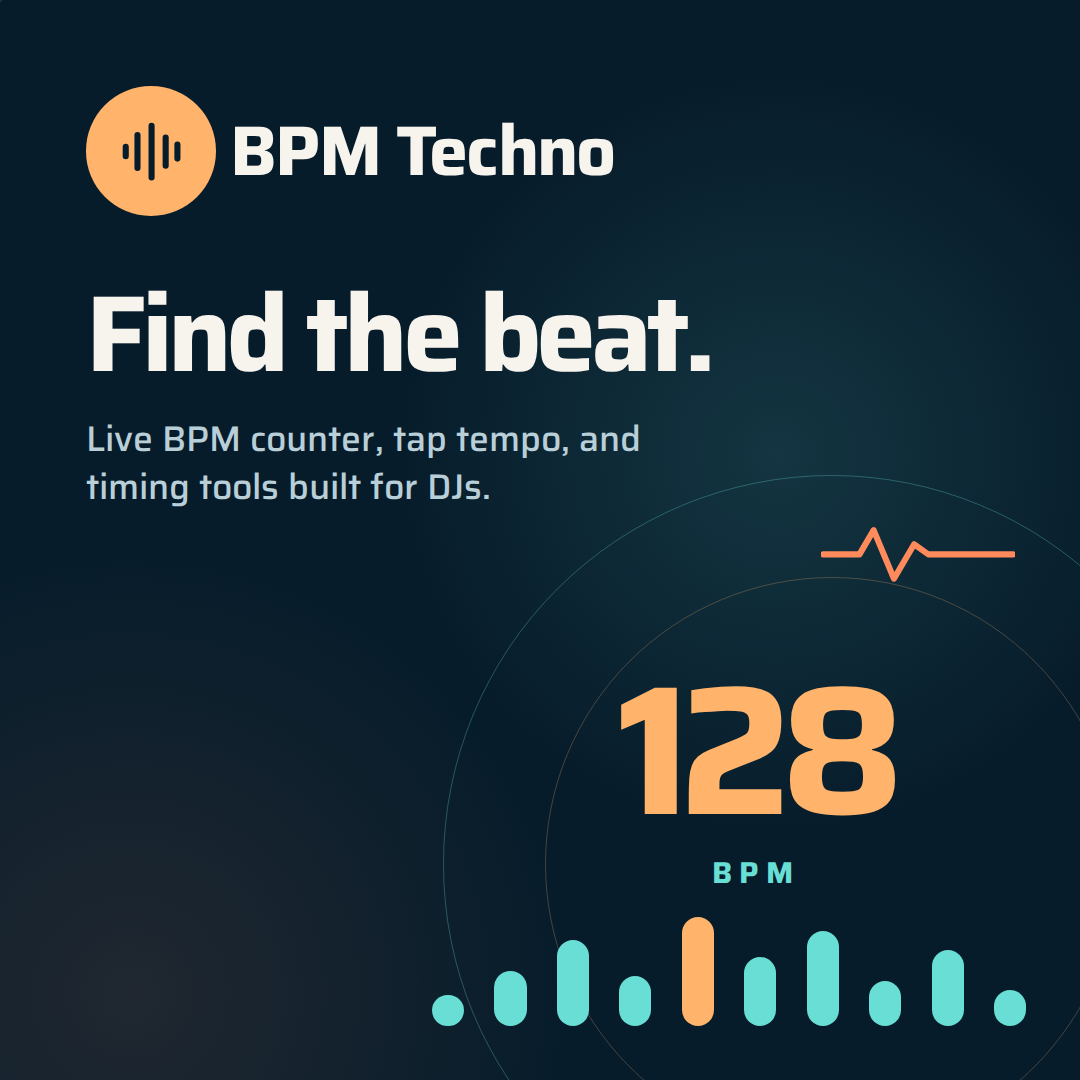 BPM Techno
Find the beat.
Live BPM counter, tap tempo, and
timing tools built for DJs.
128
BPM